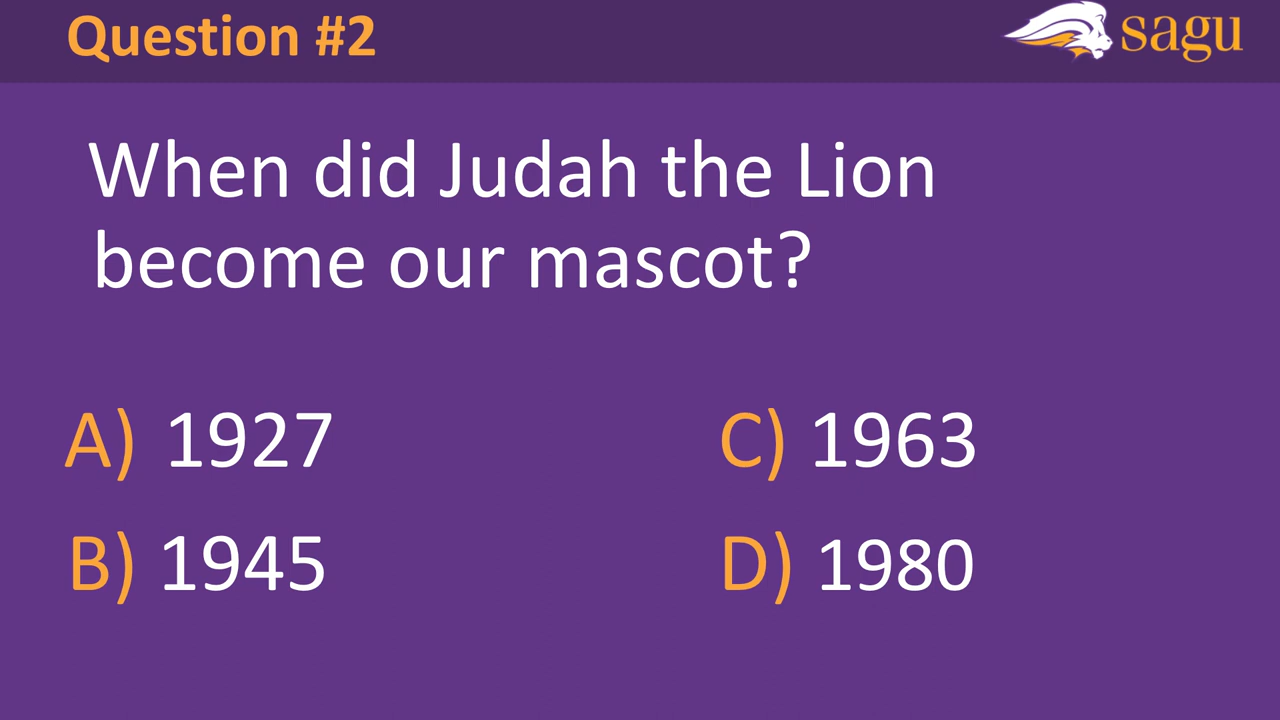 Question #2
sagu
When did Judah the Lion
become our mascot?
A) 1927
C) 1963
B) 1945
D) 1980